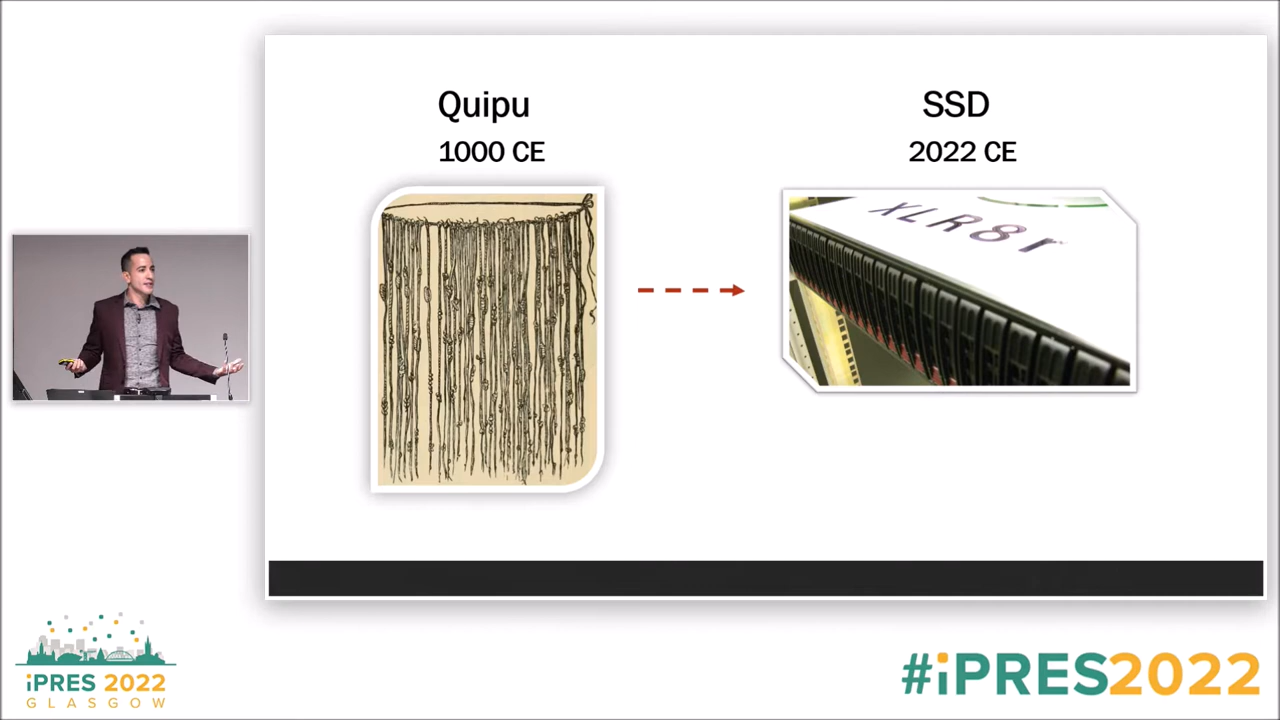 Quipu
1000 CE
SSD
2022 CE
XLR8r
iPRES 2022
GLASGOW
#iPRES2022